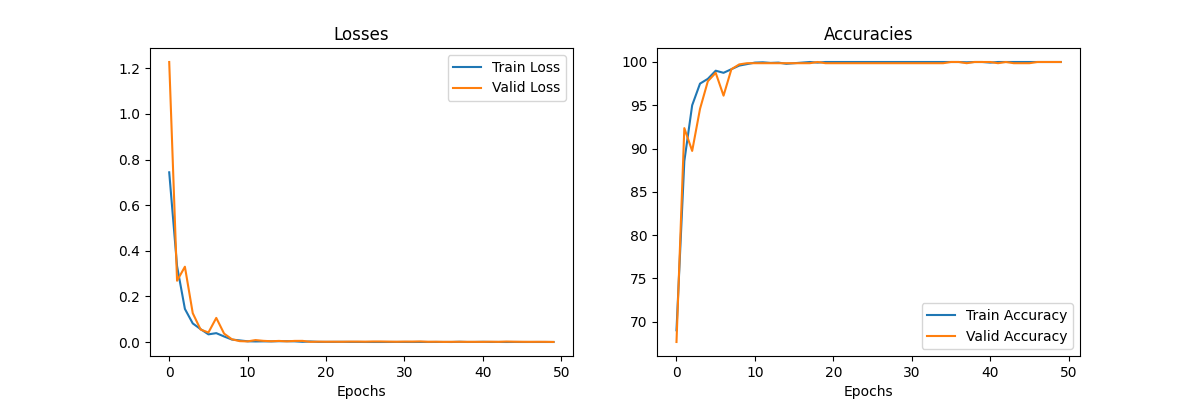 Losses
1.2
1.0
0.8
0.6
0.4
0.2
0.0
Train Loss
Valid Loss
0 10 20 30 40 50
Epochs
Accuracies
100
95
90
85
80
75
70
Train Accuracy
Valid Accuracy
0 10 20 30 40 50
Epochs